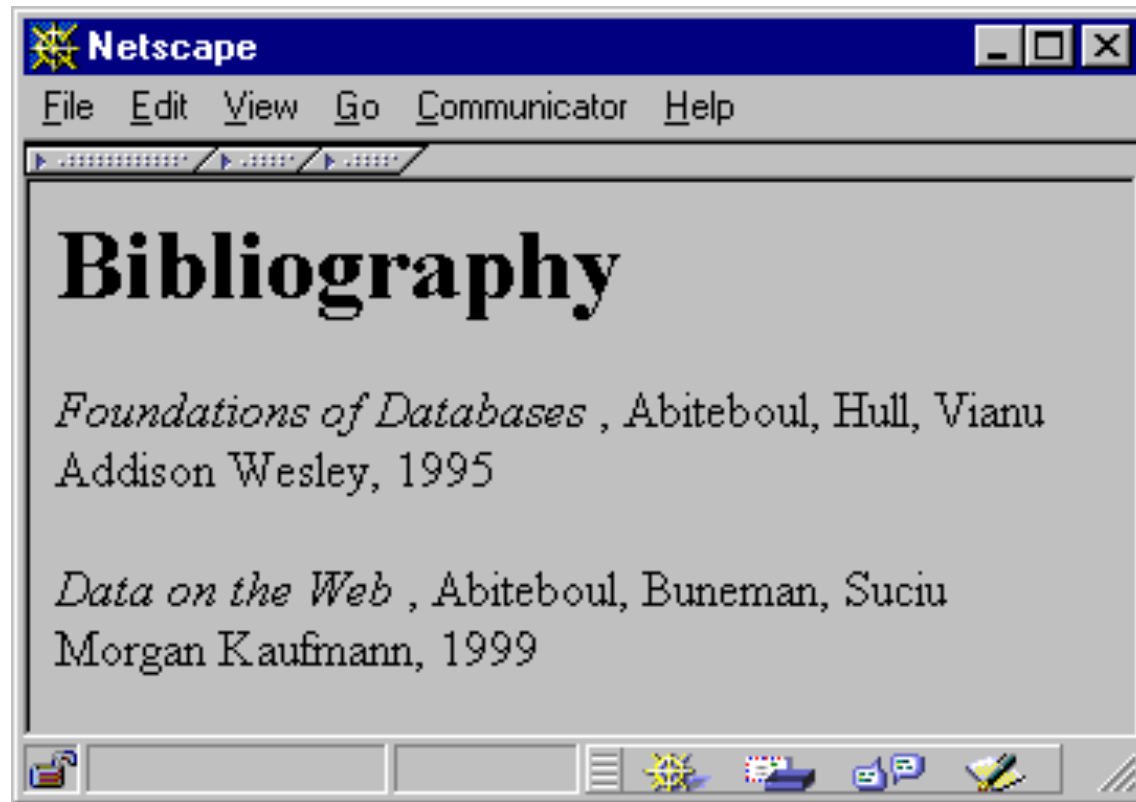 Netscape
File Edit View Go Communicator Help
Bibliography
Foundations of Databases , Abiteboul, Hull, Vianu
Addison Wesley, 1995
Data on the Web , Abiteboul, Buneman, Suciu
Morgan Kaufmann, 1999